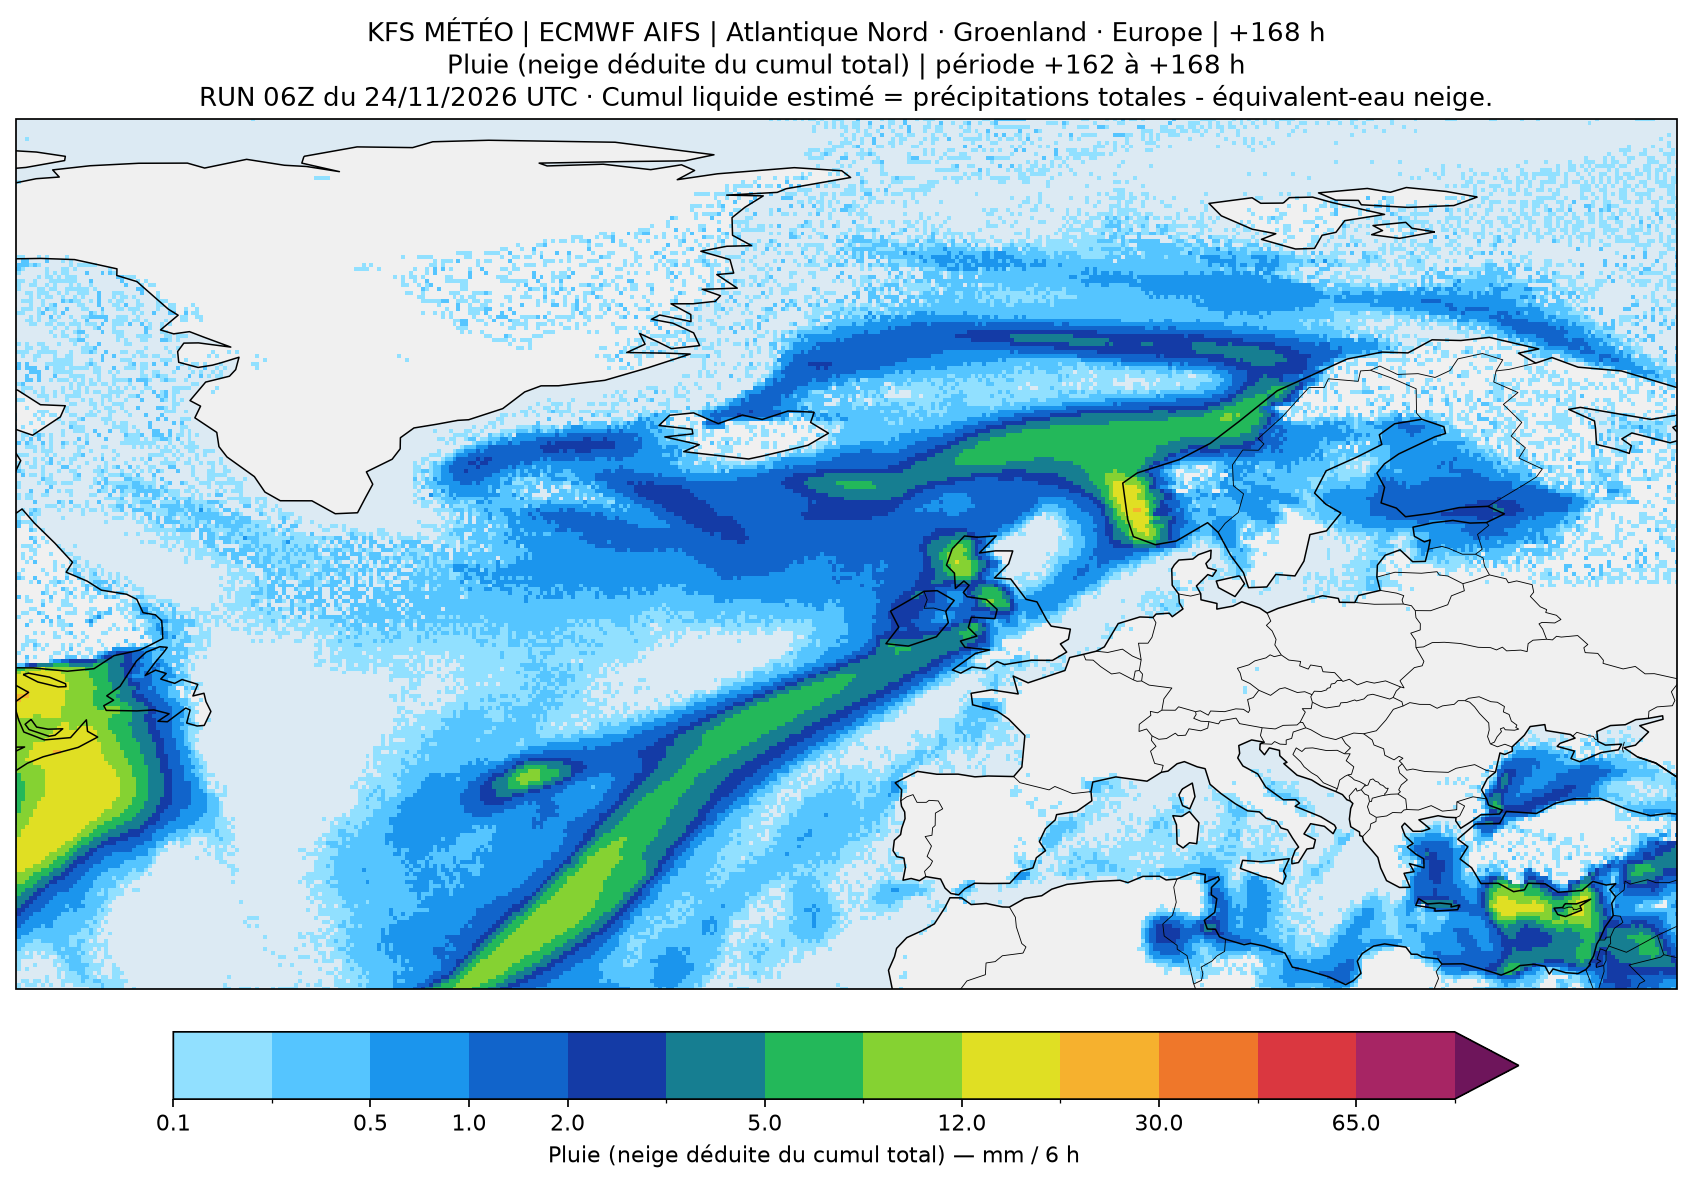 KFS MÉTÉO | ECMWF AIFS | Atlantique Nord · Groenland · Europe | +168 h
Pluie (neige déduite du cumul total) | période +162 à +168 h
RUN 06Z du 24/11/2026 UTC · Cumul liquide estimé = précipitations totales - équivalent-eau neige.
0.1 0.5 1.0 2.0 5.0 12.0 30.0 65.0
Pluie (neige déduite du cumul total) — mm / 6 h